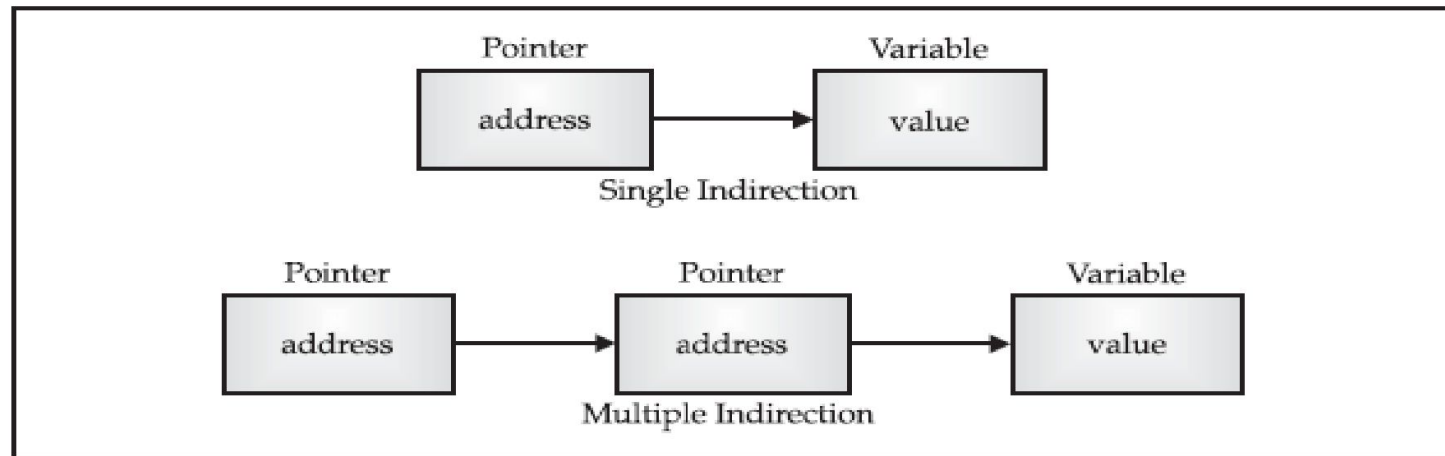 Pointer Variable
address value
Single Indirection
Pointer Pointer Variable
address address value
Multiple Indirection